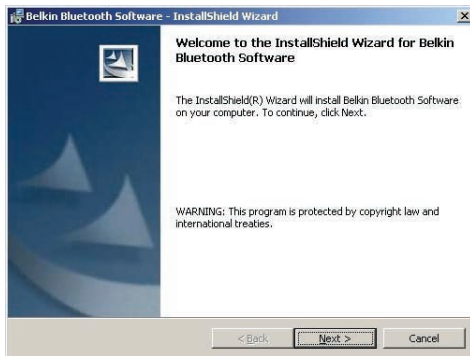 Belkin Bluetooth Software - InstallShield Wizard
Welcome to the InstallShield Wizard for Belkin
Bluetooth Software
The InstallShield(R) Wizard will install Belkin Bluetooth Software
on your computer. To continue, click Next.
WARNING: This program is protected by copyright law and
international treaties.
< Back Next > Cancel